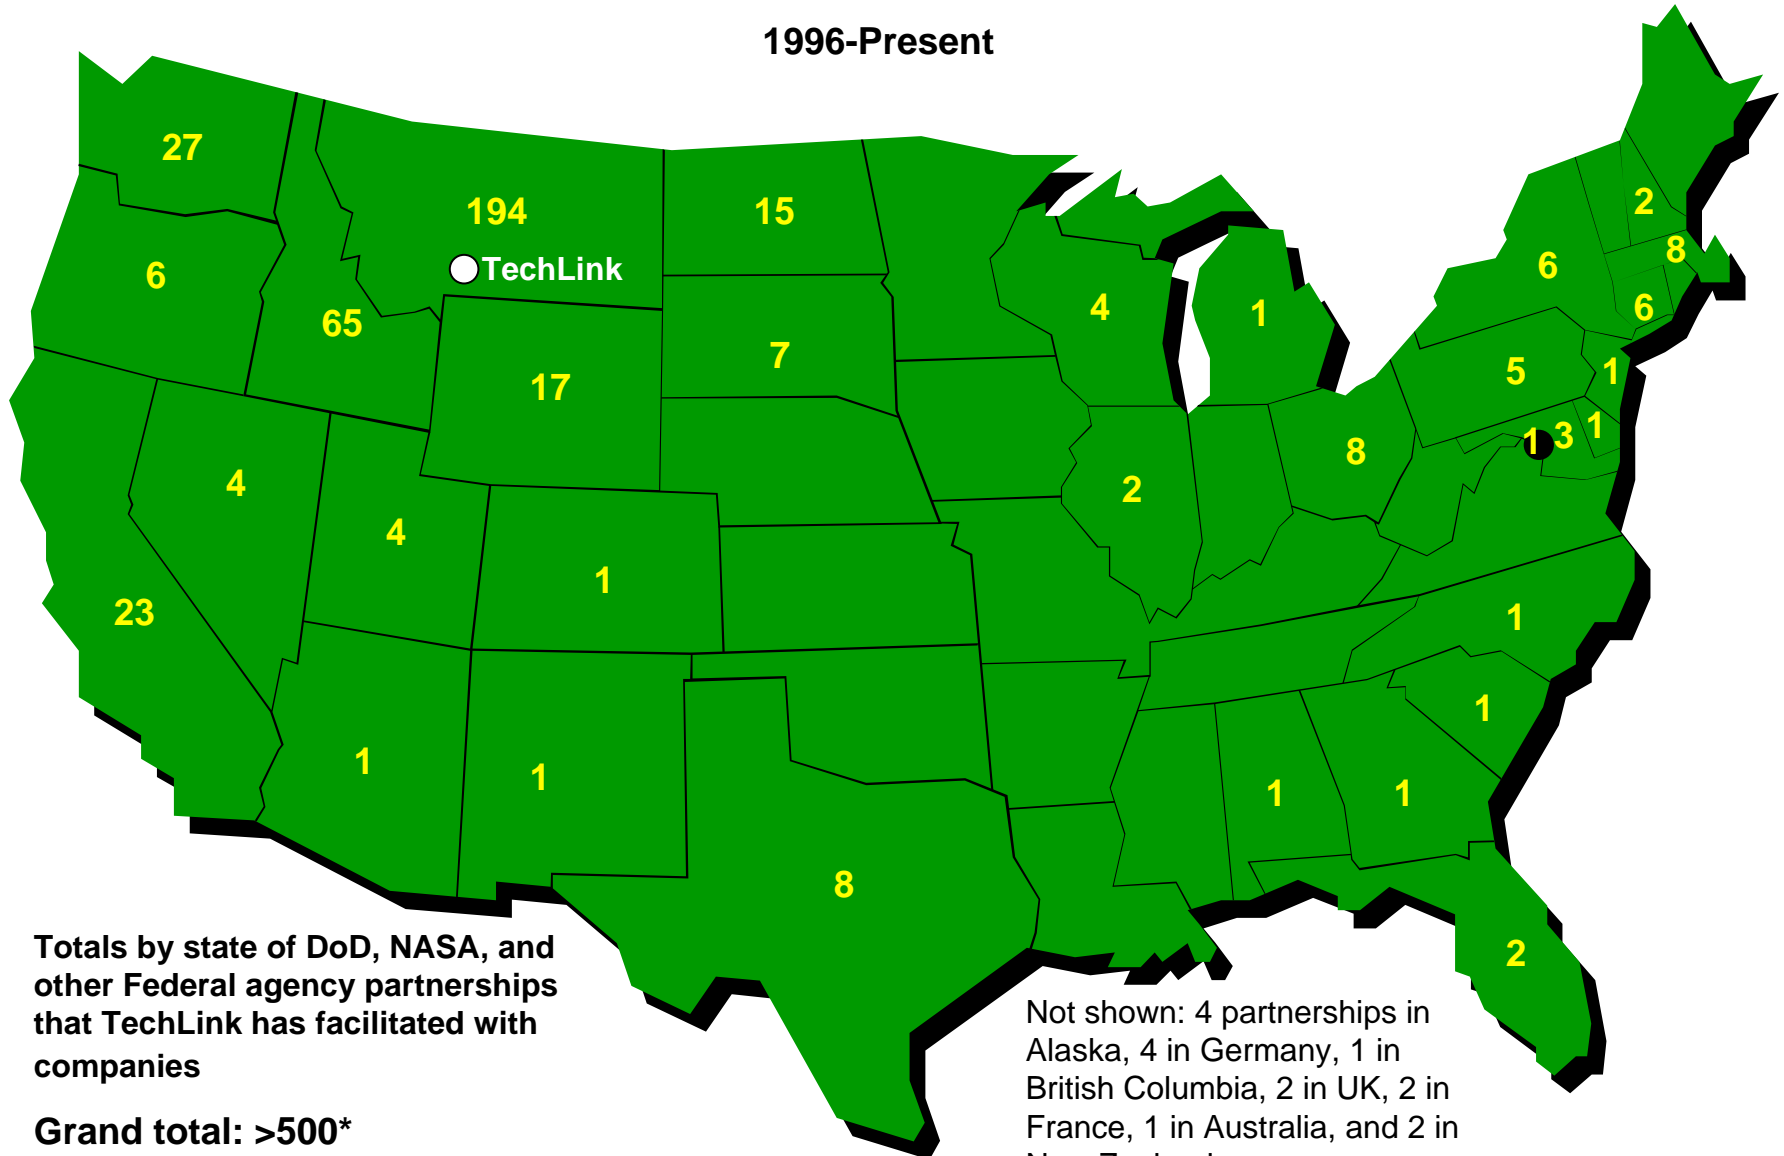 1996-Present
27
194
15
2
TechLink
6
8
6
65
4
1
6
7
5
1
17
1
3
1
8
4
2
4
1
23
1
1
1
1
1
1
8
2
Totals by state of DoD, NASA, and
other Federal agency partnerships
that TechLink has facilitated with
companies
Grand total: >500*
Not shown: 4 partnerships in
Alaska, 4 in Germany, 1 in
British Columbia, 2 in UK, 2 in
France, 1 in Australia, and 2 in